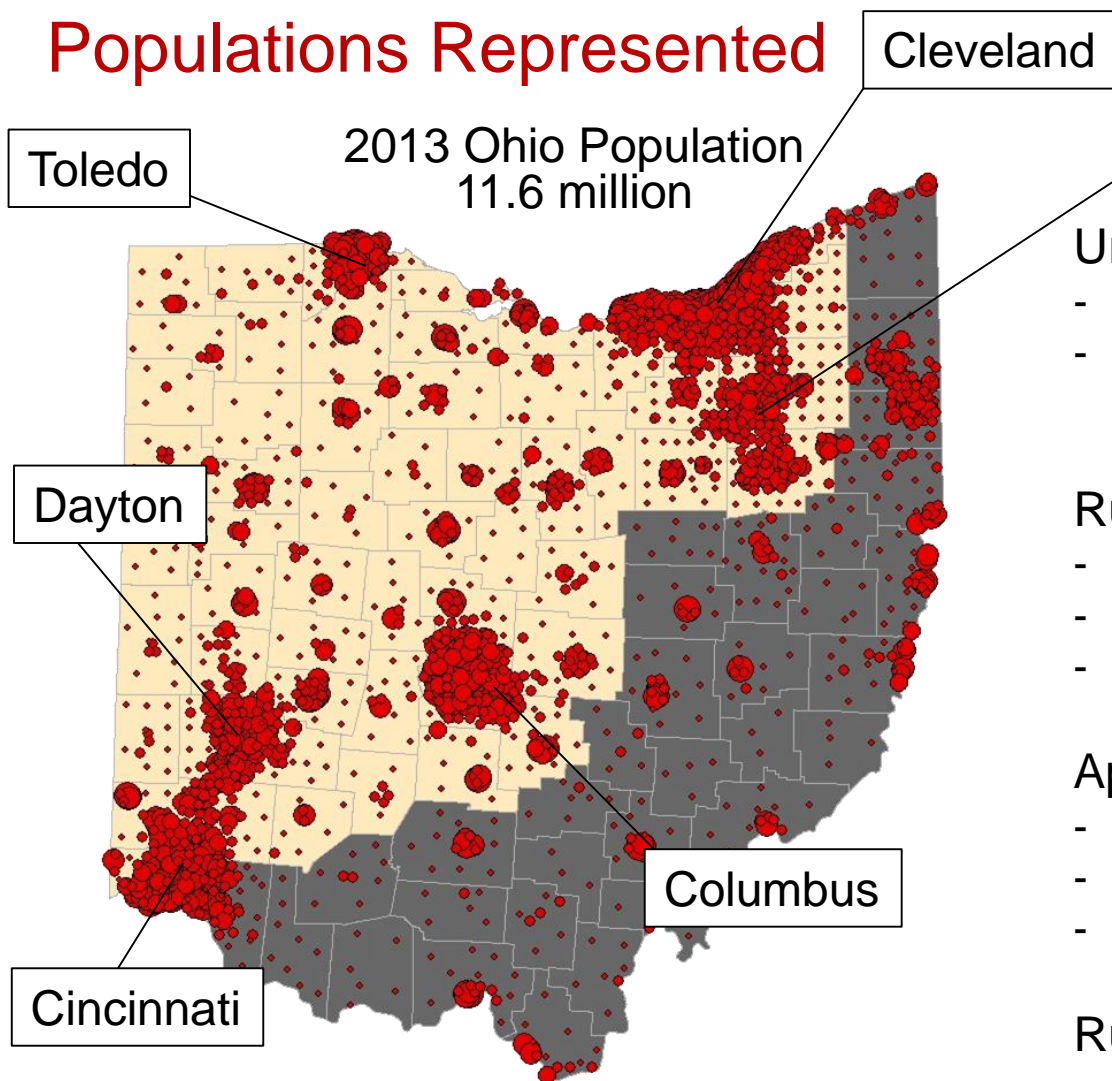 Populations Represented
Cleveland
2013 Ohio Population
11.6 million
Toledo
Dayton
Columbus
Cincinnati
-
-
-
-
-
-
-
-